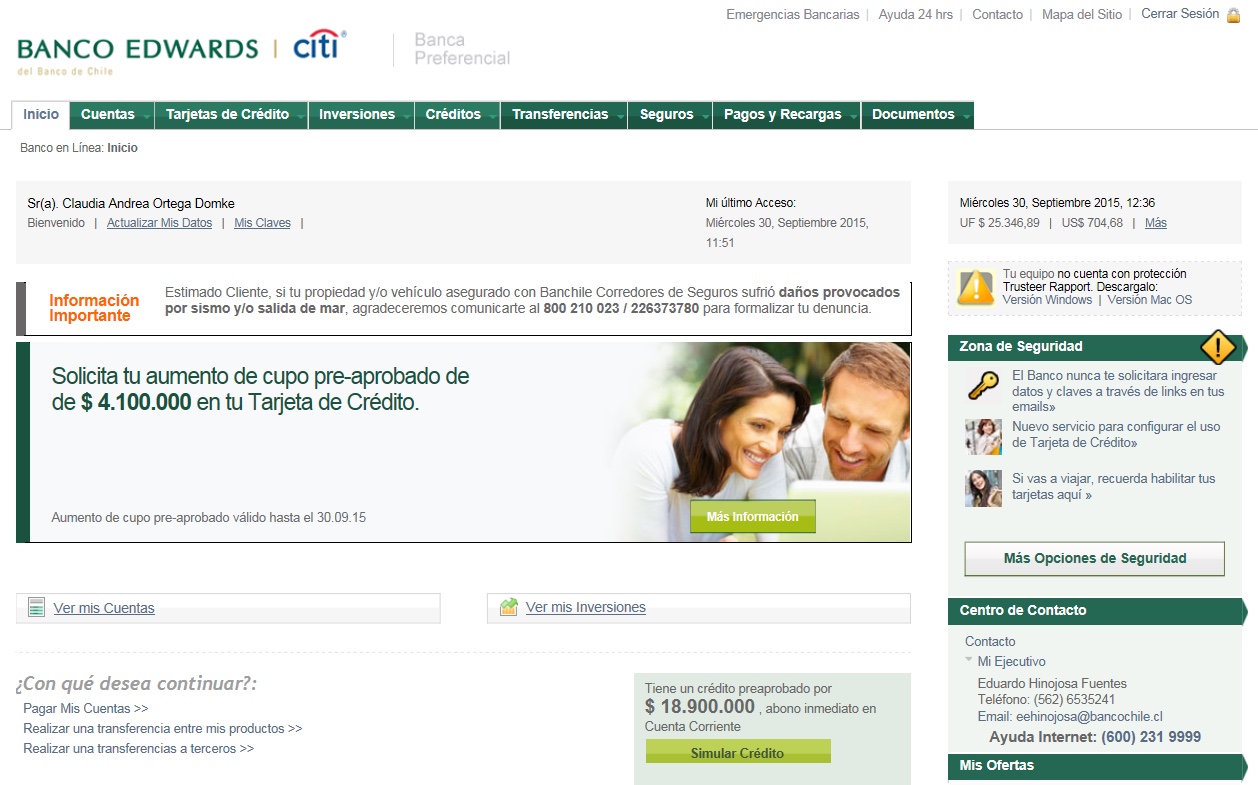 Emergencias Bancarias | Ayuda 24 hrs | Contacto | Mapa del Sitio | Cerrar Sesión
BANCO EDWARDS | citi
del Banco de Chile
Banca
Preferencial
Inicio Cuentas Tarjetas de Crédito Inversiones Créditos Transferencias Seguros Pagos y Recargas Documentos
Banco en Línea: Inicio
Sr(a). Claudia Andrea Ortega Domke
Bienvenido | Actualizar Mis Datos | Mis Claves |
Mi último Acceso:
Miércoles 30, Septiembre 2015,
11:51
Miércoles 30, Septiembre 2015, 12:36
UF $ 25.346,89 | US$ 704,68 | Más
Información
Importante
Estimado Cliente, si tu propiedad y/o vehículo asegurado con Banchile Corredores de Seguros sufrió daños provocados
por sismo y/o salida de mar, agradeceremos comunicarte al 800 210 023 / 226373780 para formalizar tu denuncia.
Tu equipo no cuenta con protección
Trusteer Rapport. Descargalo:
Versión Windows | Versión Mac OS
Solicita tu aumento de cupo pre-aprobado de
de $ 4.100.000 en tu Tarjeta de Crédito.
Aumento de cupo pre-aprobado válido hasta el 30.09.15
Más Información
Zona de Seguridad
El Banco nunca te solicitara ingresar
datos y claves a través de links en tus
emails»
Nuevo servicio para configurar el uso
de Tarjeta de Crédito»
Si vas a viajar, recuerda habilitar tus
tarjetas aquí »
Más Opciones de Seguridad
Ver mis Cuentas
Ver mis Inversiones
¿Con qué desea continuar?:
Pagar Mis Cuentas >>
Realizar una transferencia entre mis productos >>
Realizar una transferencias a terceros >>
Tiene un crédito preaprobado por
$ 18.900.000 , abono inmediato en
Cuenta Corriente
Simular Crédito
Centro de Contacto
Contacto
Mi Ejecutivo
Eduardo Hinojosa Fuentes
Teléfono: (562) 6535241
Email: eehinojosa@bancochile.cl
Ayuda Internet: (600) 231 9999
Mis Ofertas